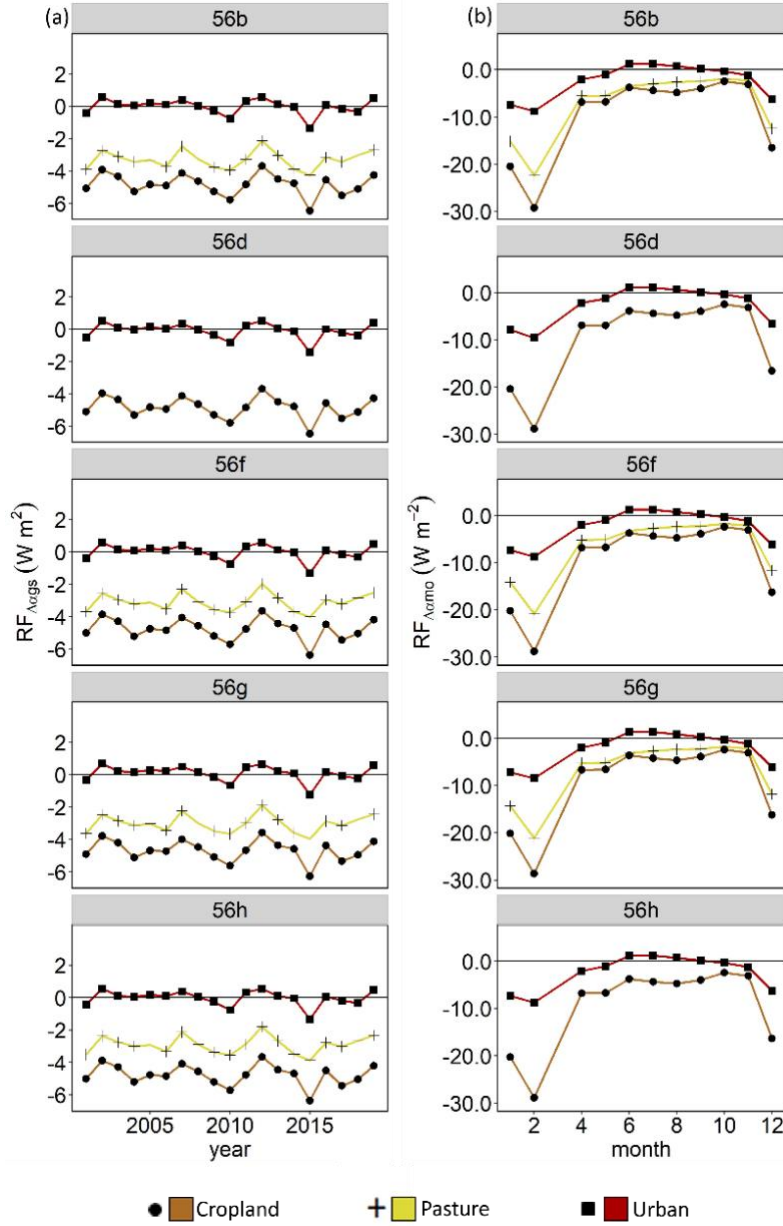 (a)
56b
2
0
-2
-4
-6
56d
2
0
-2
-4
-6
56f
2
0
-2
-4
-6
56g
2
0
-2
-4
-6
56h
2
0
-2
-4
-6
2005 2010 2015
year
RFΔαgs (W m²)
(b)
56b
0.0
-10.0
-20.0
-30.0
56d
0.0
-10.0
-20.0
-30.0
56f
0.0
-10.0
-20.0
-30.0
56g
0.0
-10.0
-20.0
-30.0
56h
0.0
-10.0
-20.0
-30.0
2 4 6 8 10 12
month
RFΔαmo (W m⁻²)
Cropland Pasture Urban